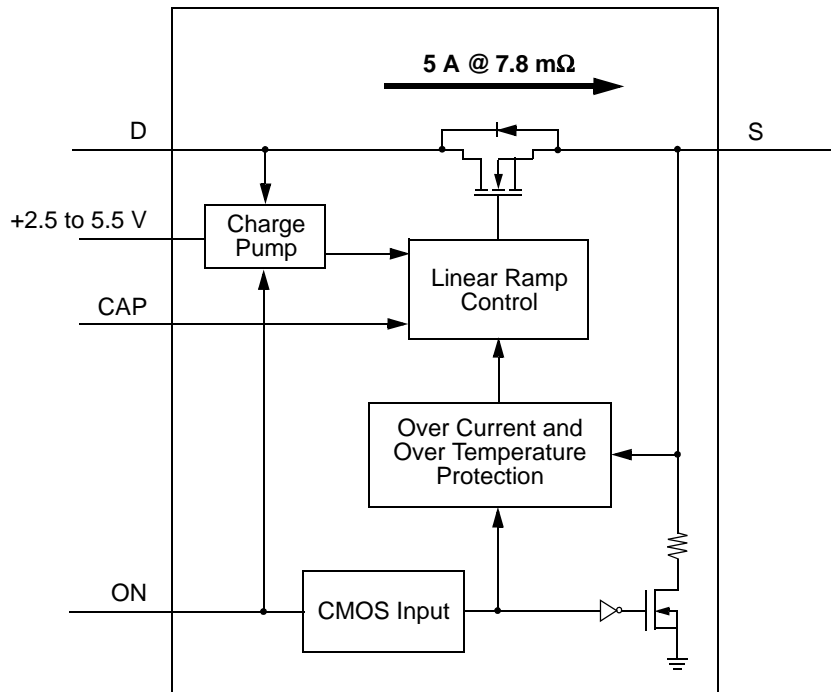 5 A @ 7.8 mΩ
D
S
+2.5 to 5.5 V
Charge
Pump
Linear Ramp
Control
CAP
Over Current and
Over Temperature
Protection
ON
CMOS Input